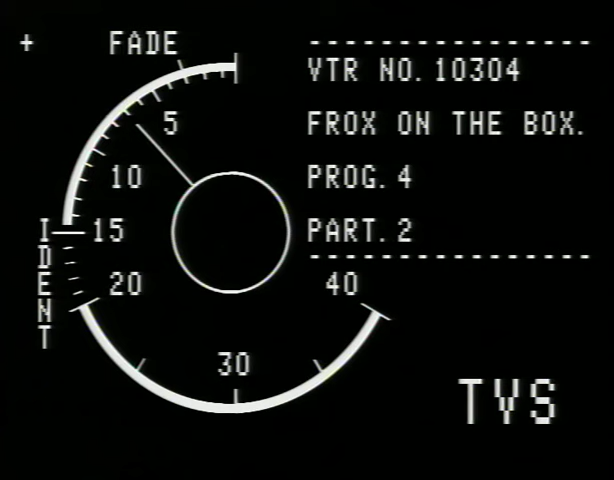 + FADE
VTR NO. 10304
FROX ON THE BOX.
PROG. 4
PART. 2
5
10
15
20
30
40
IDENT
TVS